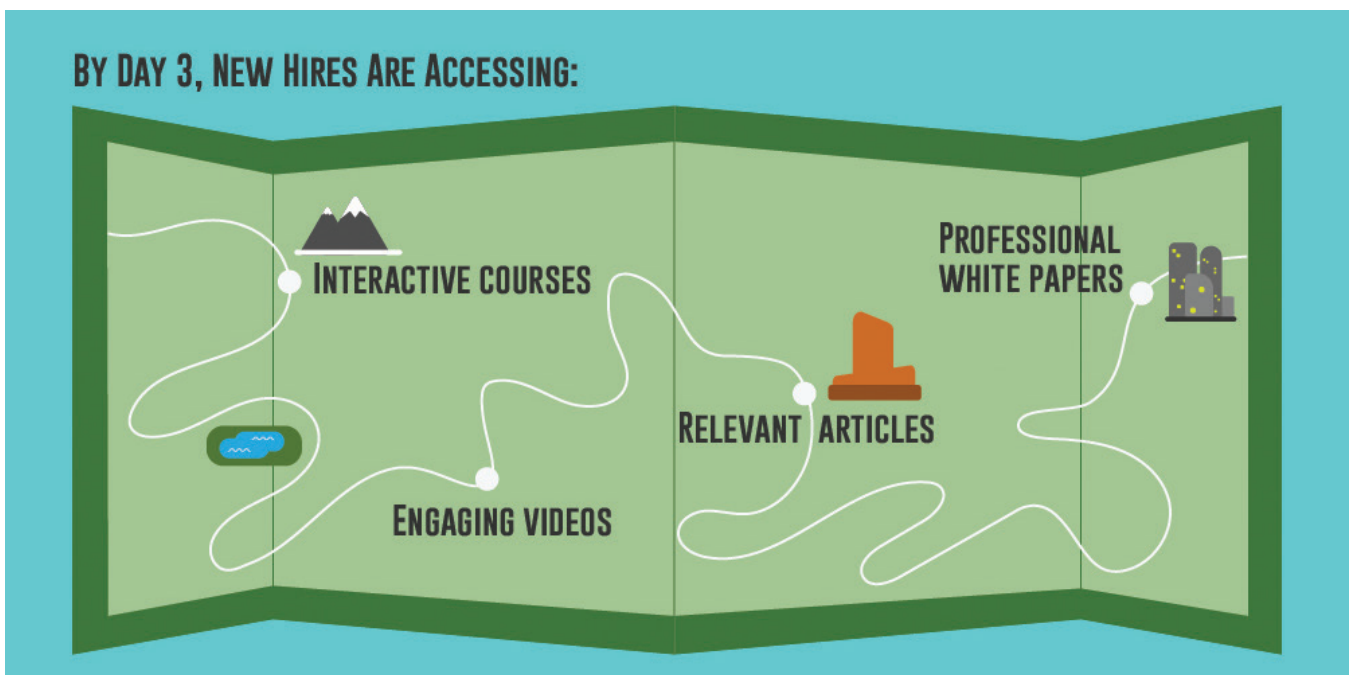 By Day 3, New Hires Are Accessing:
Interactive courses
Engaging videos
Relevant articles
Professional
white papers